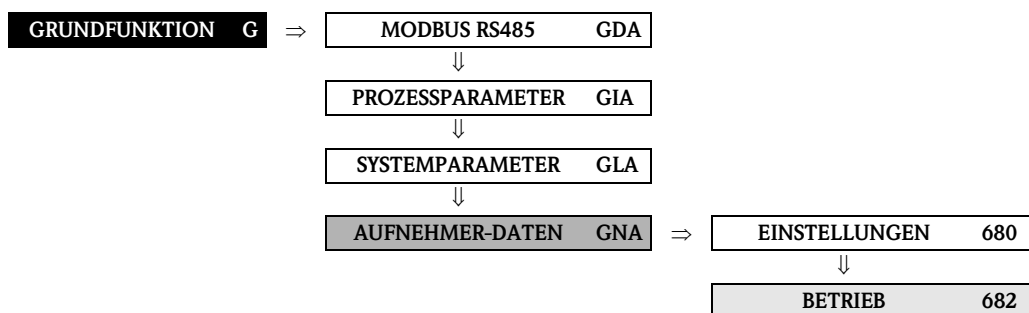 GRUNDFUNKTION G ⇒ MODBUS RS485 GDA
⇓
PROZESSPARAMETER GIA
⇓
SYSTEMPARAMETER GLA
⇓
AUFNEHMER-DATEN GNA ⇒ EINSTELLUNGEN 680
⇓
BETRIEB 682